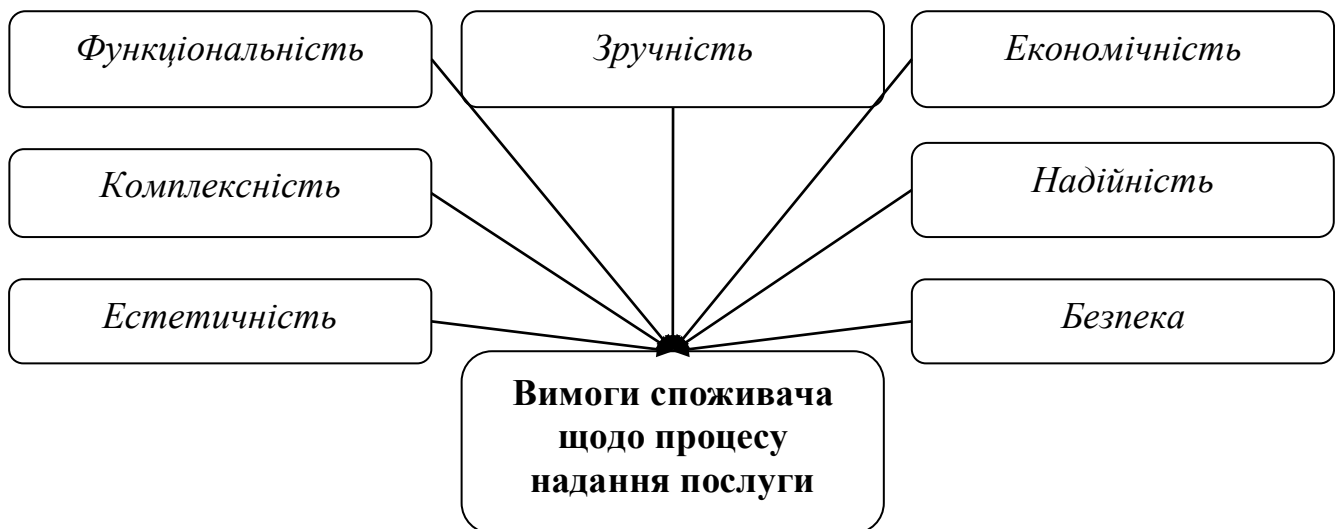 Функціональність
Зручність
Економічність
Комплексність
Надійність
Естетичність
Безпека
Вимоги споживача
щодо процесу
надання послуги